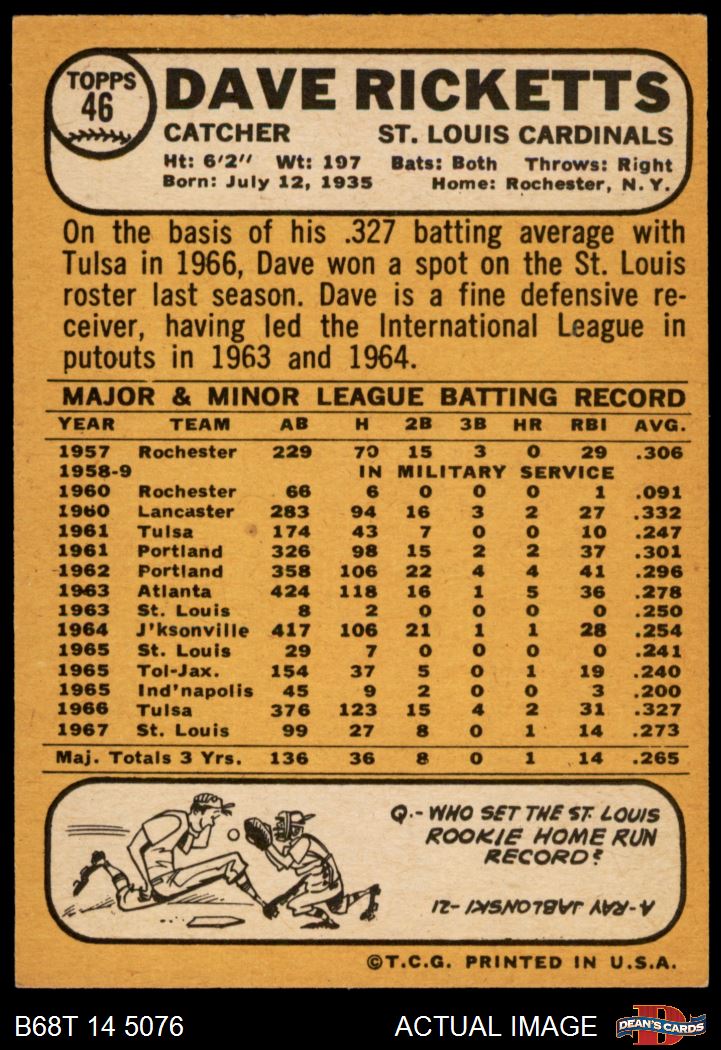 TOPPS
46
DAVE RICKETTS
CATCHER ST. LOUIS CARDINALS
Ht: 6'2" Wt: 197 Bats: Both Throws: Right
Born: July 12, 1935 Home: Rochester, N. Y.
On the basis of his .327 batting average with
Tulsa in 1966, Dave won a spot on the St. Louis
roster last season. Dave is a fine defensive re-
ceiver, having led the International League in
putouts in 1963 and 1964.
MAJOR & MINOR LEAGUE BATTING RECORD
YEAR TEAM AB H 2B 3B HR RBI AVG.
1957 Rochester 229 70 15 3 0 29 .306
1958-9 IN MILITARY SERVICE
1960 Rochester 66 6 0 0 0 1 .091
1960 Lancaster 283 94 16 3 2 27 .332
1961 Tulsa 174 43 7 0 0 10 .247
1961 Portland 326 98 15 2 2 37 .301
1962 Portland 358 106 22 4 4 41 .296
1963 Atlanta 424 118 16 1 5 36 .278
1963 St. Louis 8 2 0 0 0 0 .250
1964 J'ksonville 417 106 21 1 1 28 .254
1965 St. Louis 29 7 0 0 0 0 .241
1965 Tol-Jax. 154 37 5 0 1 19 .240
1965 Ind'napolis 45 9 2 0 0 3 .200
1966 Tulsa 376 123 15 4 2 31 .327
1967 St. Louis 99 27 8 0 1 14 .273
Maj. Totals 3 Yrs. 136 36 8 0 1 14 .265
Q.- WHO SET THE ST. LOUIS
ROOKIE HOME RUN
RECORD?
A-RAY JABLONSKI-21
©T.C.G. PRINTED IN U.S.A.
B68T 14 5076 ACTUAL IMAGE D DEAN'S CARDS